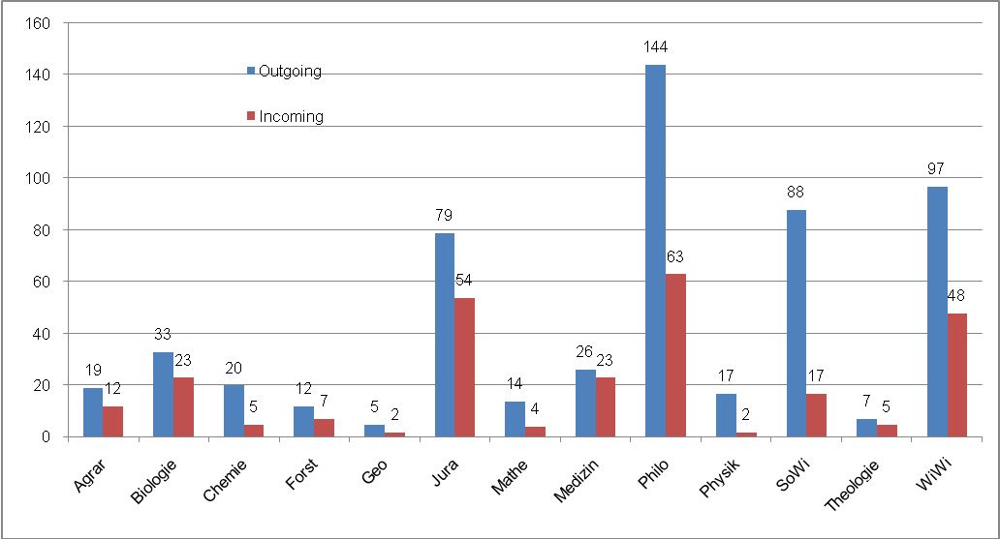 160
140
120
100
80
60
40
20
0
Outgoing
Incoming
19
12
33
23
20
5
12
7
5
2
79
54
14
4
26
23
144
63
17
2
88
17
7
5
97
48
Agrar
Biologie
Chemie
Forst
Geo
Jura
Mathe
Medizin
Philo
Physik
SoWi
Theologie
WiWi